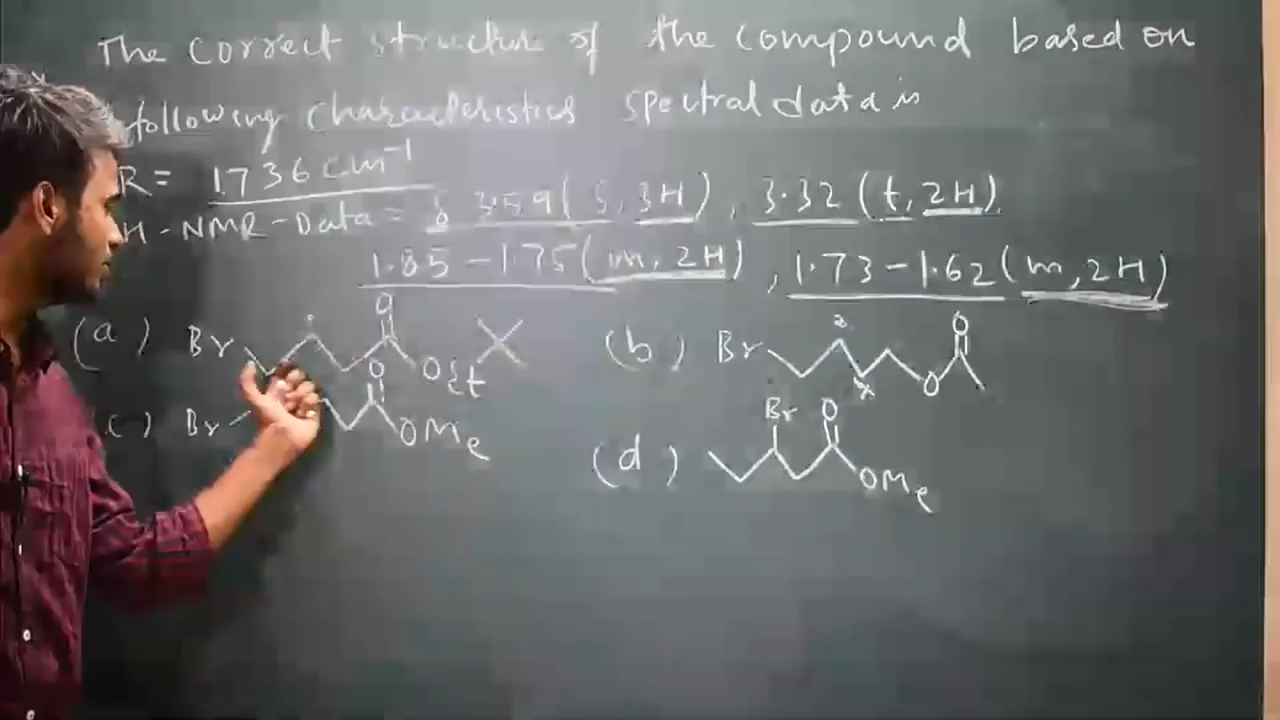 The correct structure of the compound based on
following characteristics spectral data is
R = 1736 cm-1
H-NMR-Data = δ 3.59 (s, 3H), 3.32 (t, 2H),
1.85-1.75 (m, 2H), 1.73-1.62 (m, 2H)
(a) Br O OEt
(b) Br O O
(c) Br O OMe
(d) Br O OMe